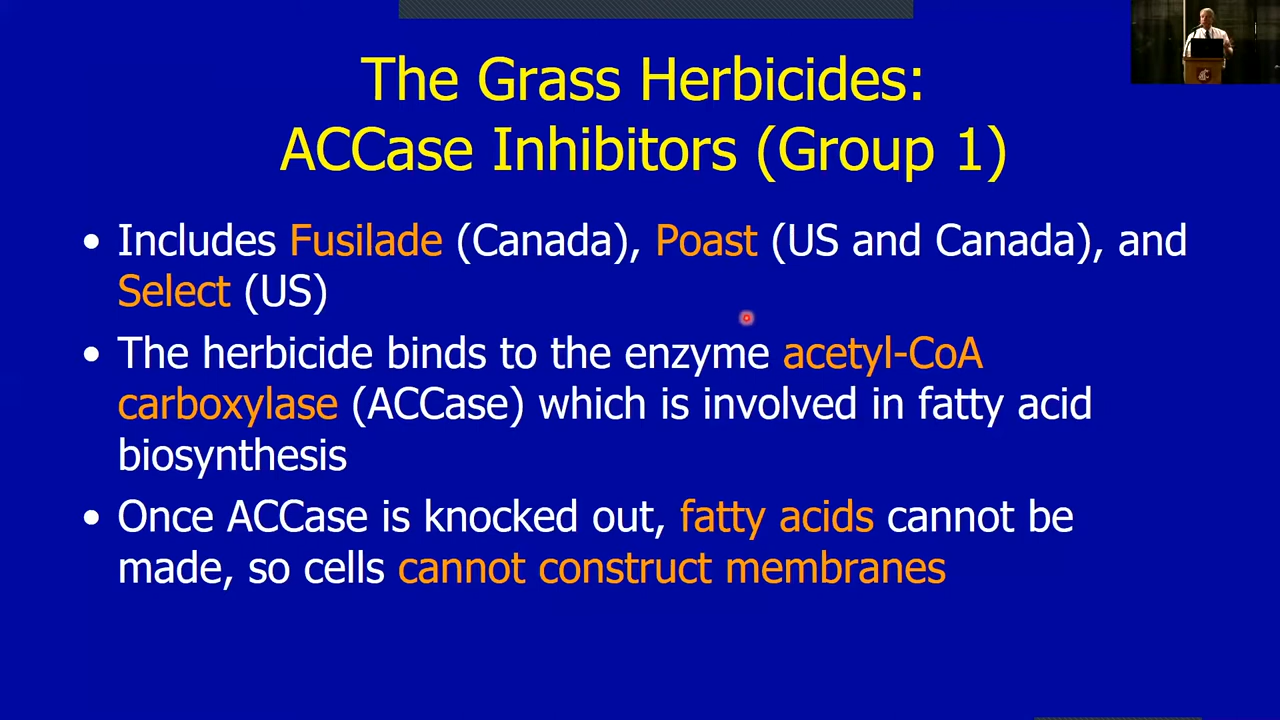 The Grass Herbicides:
ACCase Inhibitors (Group 1)
• Includes Fusilade (Canada), Poast (US and Canada), and
Select (US)
• The herbicide binds to the enzyme acetyl-CoA
carboxylase (ACCase) which is involved in fatty acid
biosynthesis
• Once ACCase is knocked out, fatty acids cannot be
made, so cells cannot construct membranes